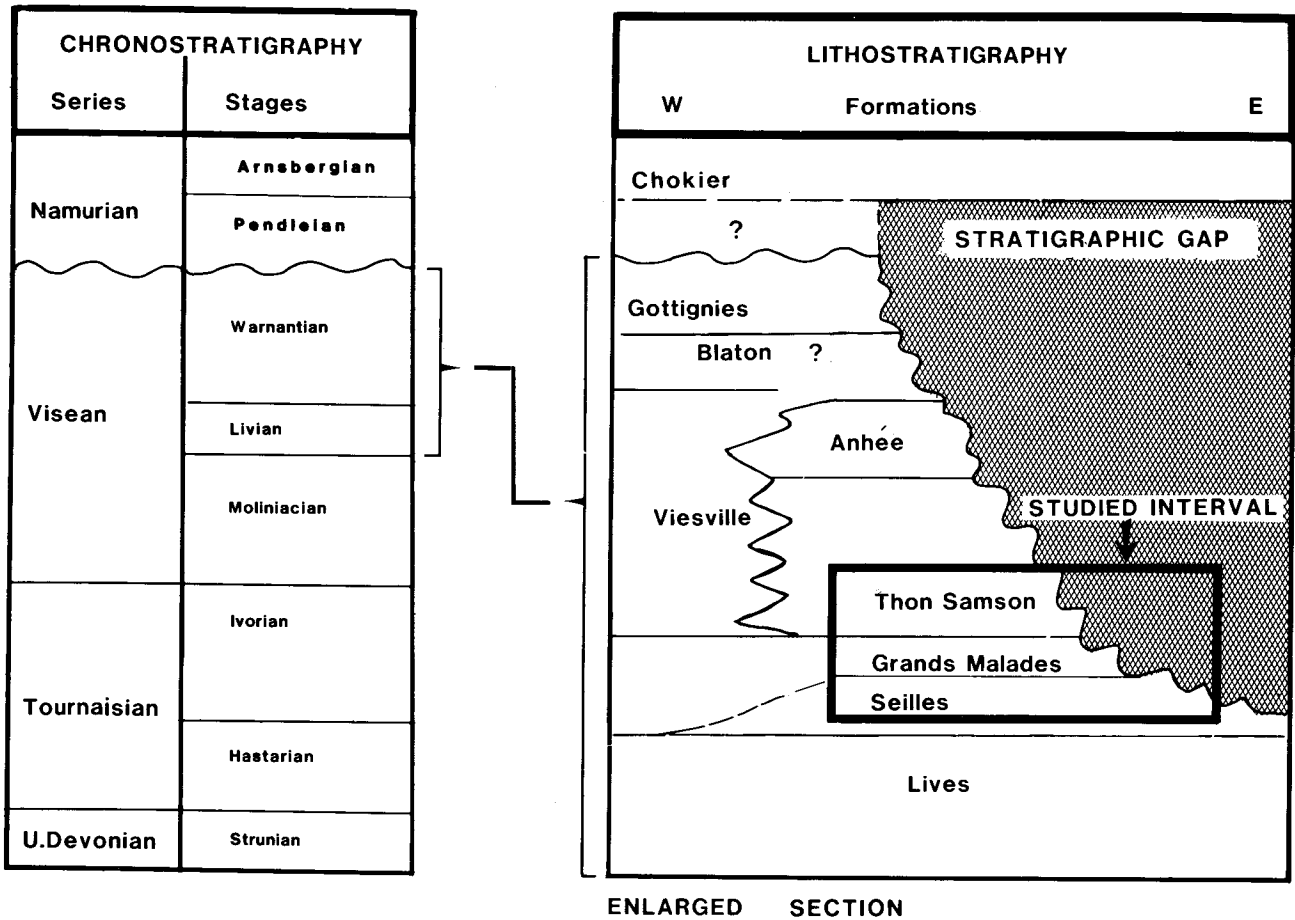 CHRONOSTRATIGRAPHY
Series Stages
Namurian
Arnsbergian
Pendleian
Visean
Warnantian
Livian
Moliniacian
Tournaisian
Ivorian
Hastarian
U.Devonian
Strunian
LITHOSTRATIGRAPHY
W Formations E
Chokier
?
STRATIGRAPHIC GAP
Gottignies
Blaton ?
Anhée
Viesville
STUDIED INTERVAL
Thon Samson
Grands Malades
Seilles
Lives
ENLARGED SECTION